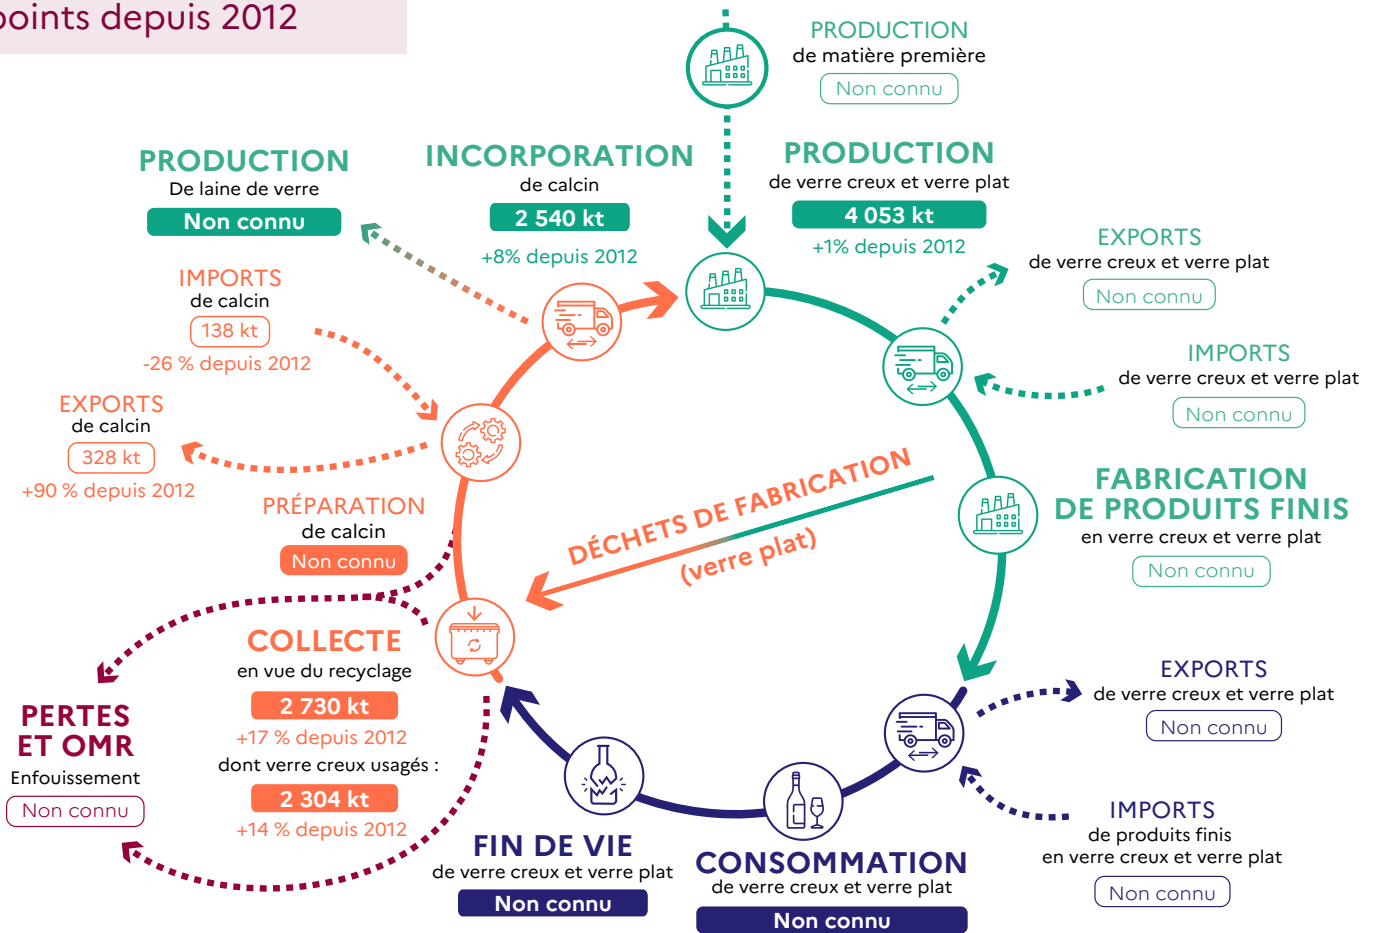 points depuis 2012
PRODUCTION
de matière première
Non connu
PRODUCTION
De laine de verre
Non connu
INCORPORATION
de calcin
2 540 kt
+8% depuis 2012
PRODUCTION
de verre creux et verre plat
4 053 kt
+1% depuis 2012
EXPORTS
de verre creux et verre plat
Non connu
IMPORTS
de calcin
138 kt
-26 % depuis 2012
IMPORTS
de verre creux et verre plat
Non connu
EXPORTS
de calcin
328 kt
+90 % depuis 2012
PRÉPARATION
de calcin
Non connu
DÉCHETS DE FABRICATION
(verre plat)
FABRICATION
DE PRODUITS FINIS
en verre creux et verre plat
Non connu
COLLECTE
en vue du recyclage
2 730 kt
+17 % depuis 2012
dont verre creux usagés :
2 304 kt
+14 % depuis 2012
PERTES
ET OMR
Enfouissement
Non connu
EXPORTS
de verre creux et verre plat
Non connu
IMPORTS
de produits finis
en verre creux et verre plat
Non connu
FIN DE VIE
de verre creux et verre plat
Non connu
CONSOMMATION
de verre creux et verre plat
Non connu